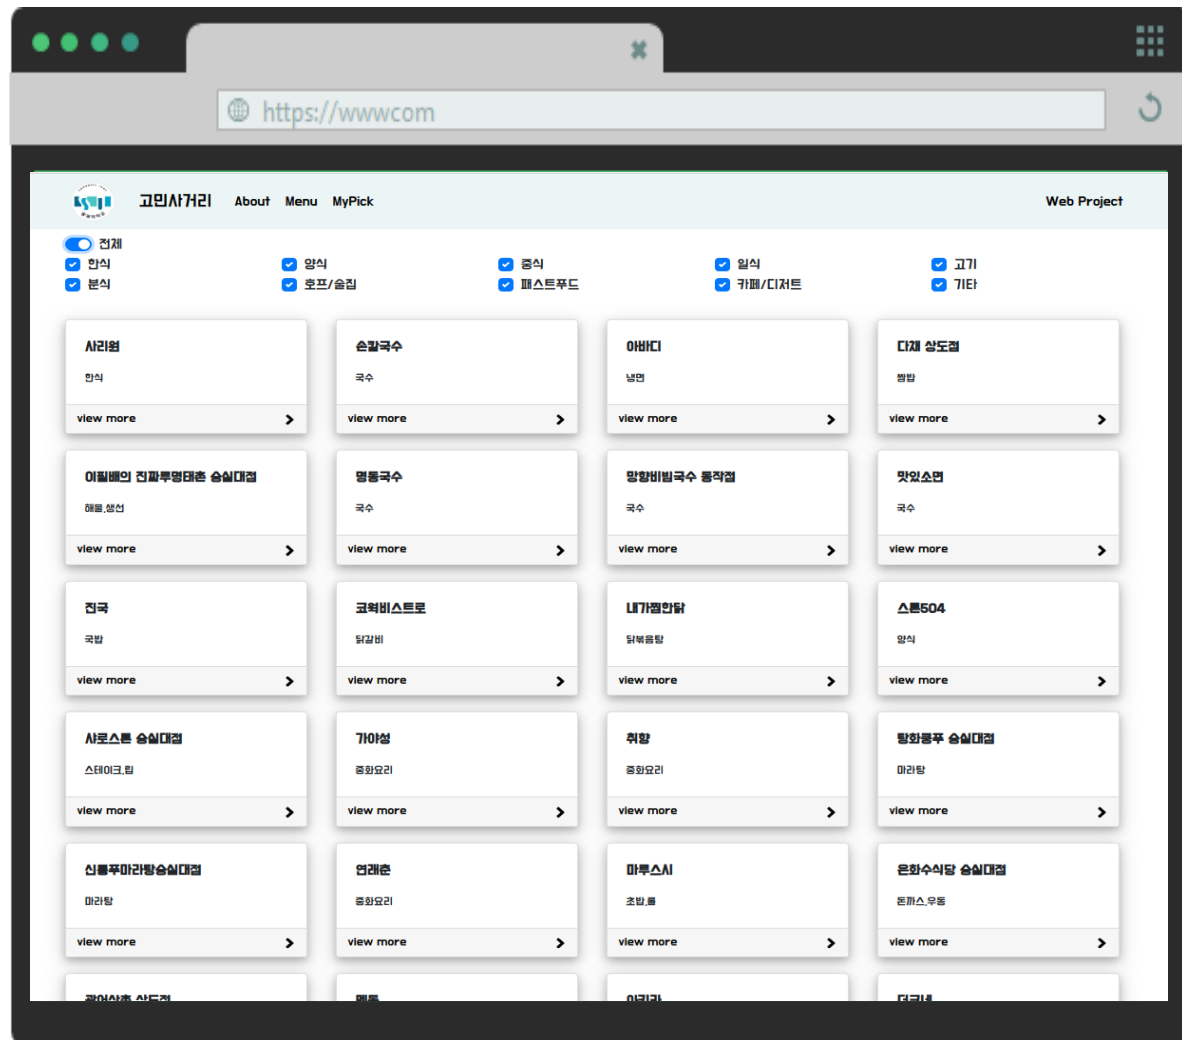 https://wwwcom
고민사거리 About Menu MyPick Web Project
전체
한식 양식 중식 일식 고기
분식 호프/술집 패스트푸드 카페/디저트 기타
사리원 손칼국수 아바디 다채 상도점
한식 국수 냉면 쌈밥
view more view more view more view more
이필배의 진짜루명태촌 숭실대점 명동국수 망향비빔국수 동작점 맛있소면
해물,생선 국수 국수 국수
view more view more view more view more
진국 코웍비스트로 내가찜한닭 스톤504
국밥 닭갈비 닭볶음탕 양식
view more view more view more view more
샤로스톤 숭실대점 가야성 취향 탕화쿵푸 숭실대점
스테이크,립 중화요리 중화요리 마라탕
view more view more view more view more
신룽푸마라탕숭실대점 연래춘 마루스시 은화수식당 숭실대점
마라탕 중화요리 초밥,롤 돈까스,우동
view more view more view more view more